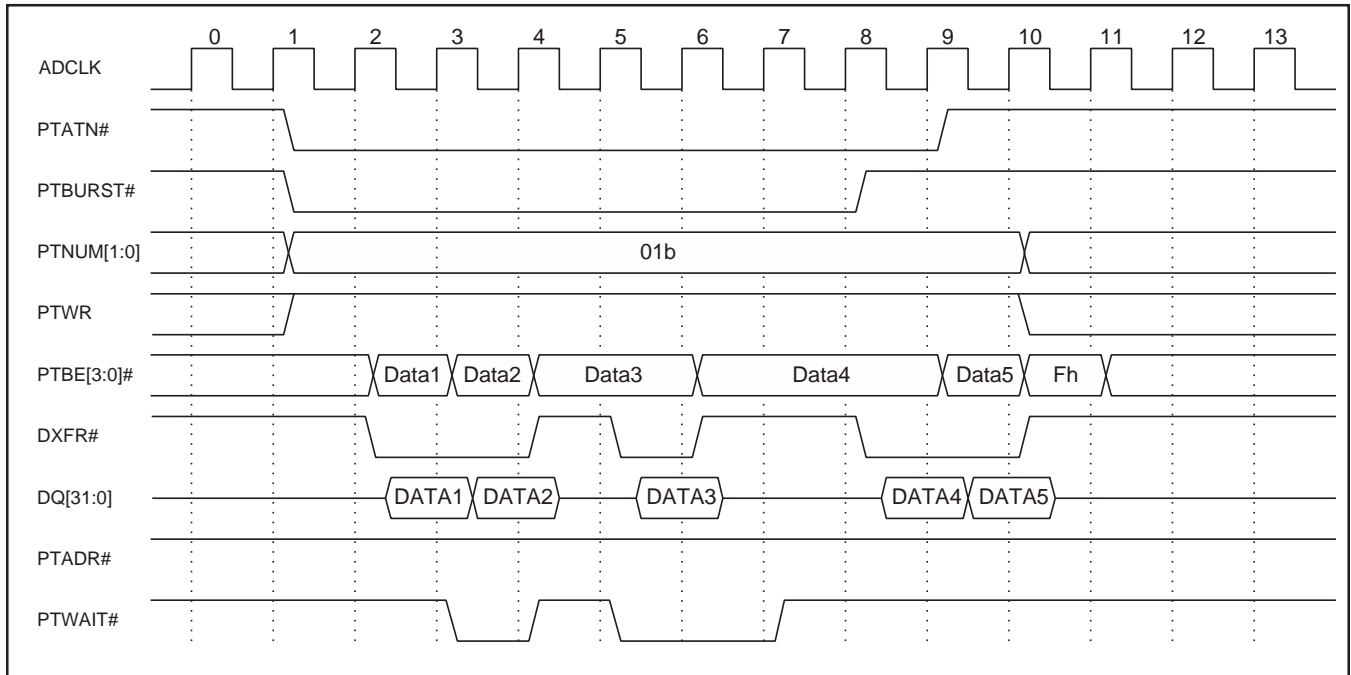 0 1 2 3 4 5 6 7 8 9 10 11 12 13
ADCLK
PTATN#
PTBURST#
PTNUM[1:0] 01b
PTWR
PTBE[3:0]# Data1 Data2 Data3 Data4 Data5 Fh
DXFR#
DQ[31:0] DATA1 DATA2 DATA3 DATA4 DATA5
PTADR#
PTWAIT#